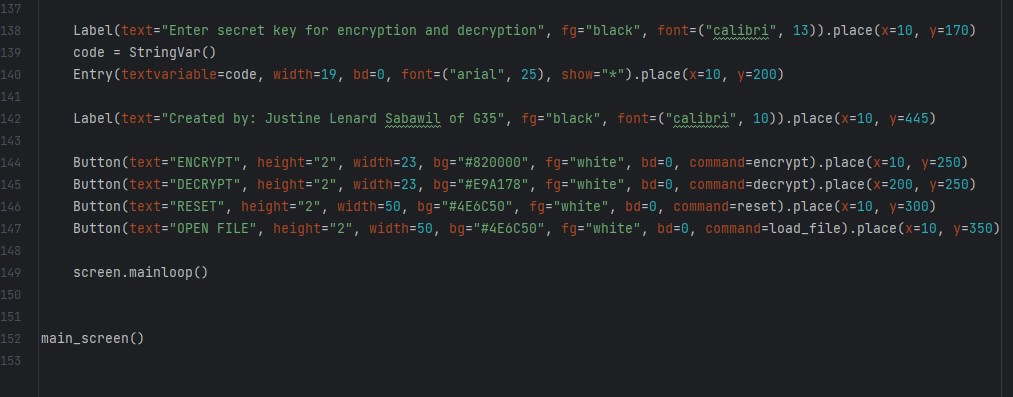 137
138 Label(text="Enter secret key for encryption and decryption", fg="black", font=("calibri", 13)).place(x=10, y=170)
139 code = StringVar()
140 Entry(textvariable=code, width=19, bd=0, font=("arial", 25), show="*").place(x=10, y=200)
141
142 Label(text="Created by: Justine Lenard Sabawil of G35", fg="black", font=("calibri", 10)).place(x=10, y=445)
143
144 Button(text="ENCRYPT", height="2", width=23, bg="#820000", fg="white", bd=0, command=encrypt).place(x=10, y=250)
145 Button(text="DECRYPT", height="2", width=23, bg="#E9A178", fg="white", bd=0, command=decrypt).place(x=200, y=250)
146 Button(text="RESET", height="2", width=50, bg="#4E6C50", fg="white", bd=0, command=reset).place(x=10, y=300)
147 Button(text="OPEN FILE", height="2", width=50, bg="#4E6C50", fg="white", bd=0, command=load_file).place(x=10, y=350)
148
149 screen.mainloop()
150
151
152 main_screen()
153